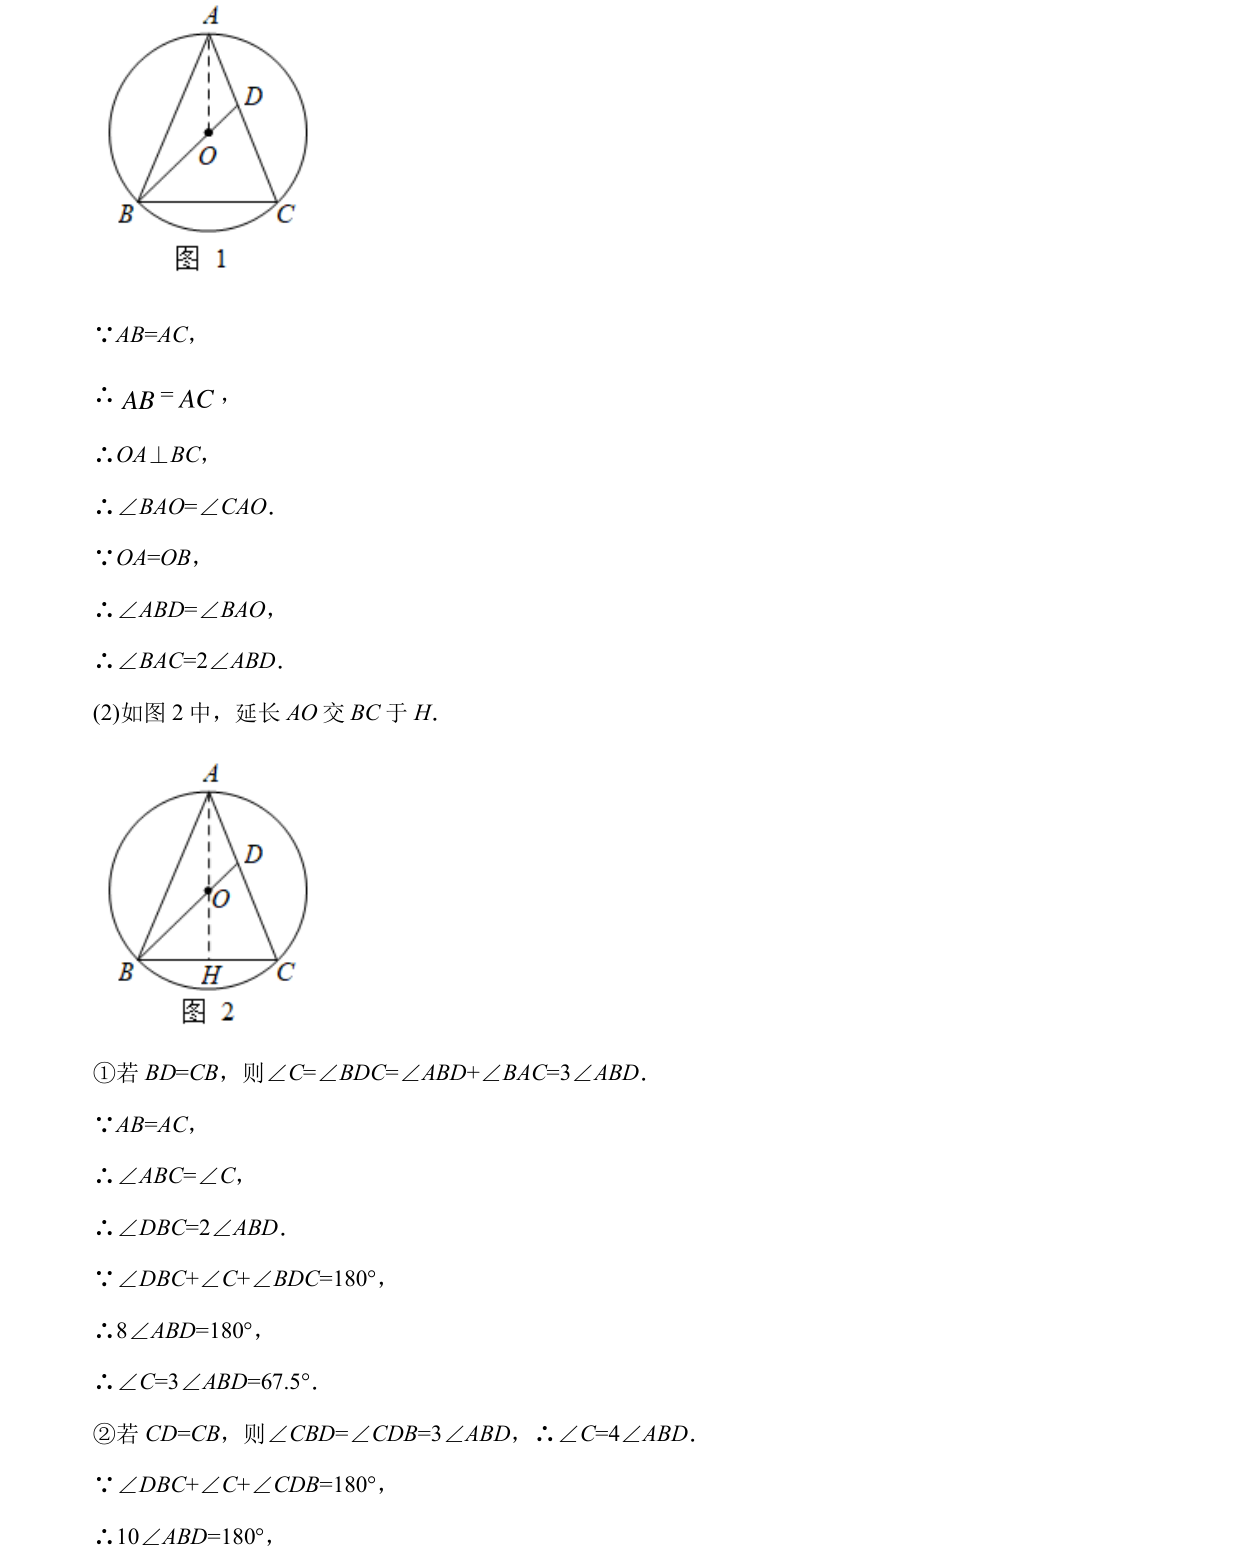 A
D
O
B
C
图 1
∵AB=AC，
∴AB=AC，
∴OA⊥BC，
∴∠BAO=∠CAO．
∵OA=OB，
∴∠ABD=∠BAO，
∴∠BAC=2∠ABD．
(2)如图 2 中，延长 AO 交 BC 于 H．
A
D
O
B
H
C
图 2
①若 BD=CB，则∠C=∠BDC=∠ABD+∠BAC=3∠ABD．
∵AB=AC，
∴∠ABC=∠C，
∴∠DBC=2∠ABD．
∵∠DBC+∠C+∠BDC=180°，
∴8∠ABD=180°，
∴∠C=3∠ABD=67.5°．
②若 CD=CB，则∠CBD=∠CDB=3∠ABD，∴∠C=4∠ABD．
∵∠DBC+∠C+∠CDB=180°，
∴10∠ABD=180°，